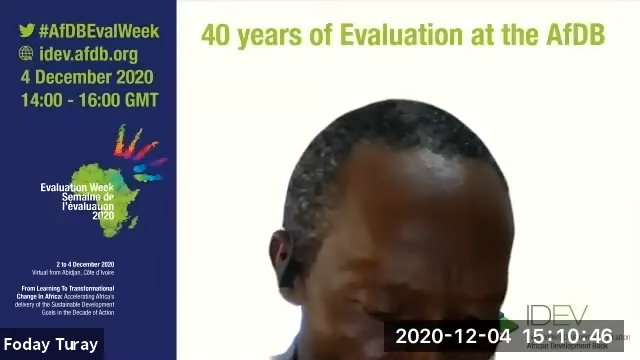 #AfDBEvalWeek
idev.afdb.org
4 December 2020
14:00 - 16:00 GMT
40 years of Evaluation at the AfDB
Evaluation Week
Semaine de
l'évaluation
2020
2 to 4 December 2020
Virtual from Abidjan, Côte d'Ivoire
From Learning To Transformational
Change In Africa: Accelerating Africa's
delivery of the Sustainable Development
Goals in the Decade of Action
Foday Turay
IDEV
2020-12-04 15:10:46
African Development Bank